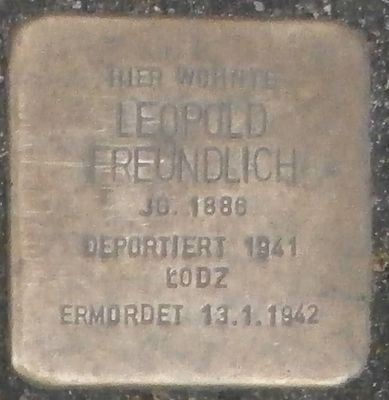 HIER WOHNTE
LEOPOLD
FREUNDLICH
JG. 1886
DEPORTIERT 1941
ŁODZ
ERMORDET 13.1.1942